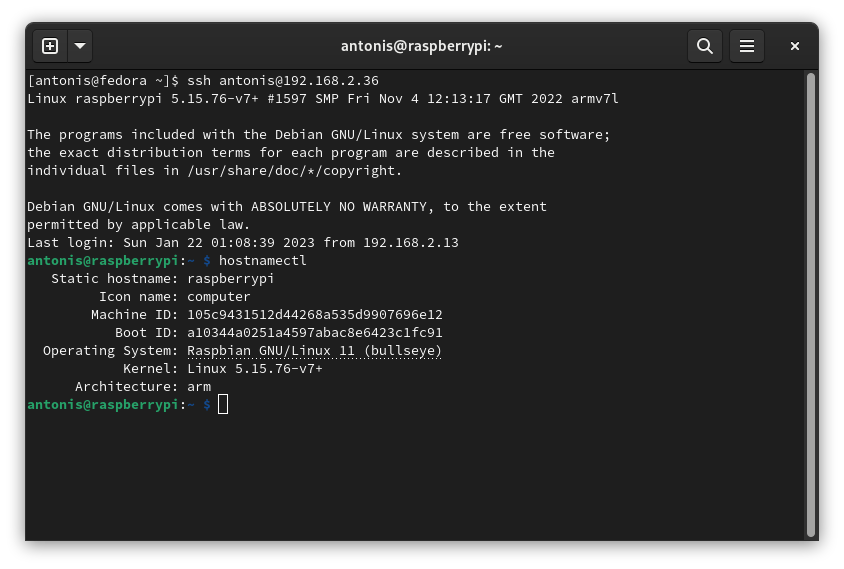 antonis@raspberrypi: ~
[antonis@fedora ~]$ ssh antonis@192.168.2.36
Linux raspberrypi 5.15.76-v7+ #1597 SMP Fri Nov 4 12:13:17 GMT 2022 armv7l

The programs included with the Debian GNU/Linux system are free software;
the exact distribution terms for each program are described in the
individual files in /usr/share/doc/*/copyright.

Debian GNU/Linux comes with ABSOLUTELY NO WARRANTY, to the extent
permitted by applicable law.
Last login: Sun Jan 22 01:08:39 2023 from 192.168.2.13
antonis@raspberrypi:~ $ hostnamectl
   Static hostname: raspberrypi
         Icon name: computer
        Machine ID: 105c9431512d44268a535d9907696e12
           Boot ID: a10344a0251a4597abac8e6423c1fc91
  Operating System: Raspbian GNU/Linux 11 (bullseye)
            Kernel: Linux 5.15.76-v7+
      Architecture: arm
antonis@raspberrypi:~ $